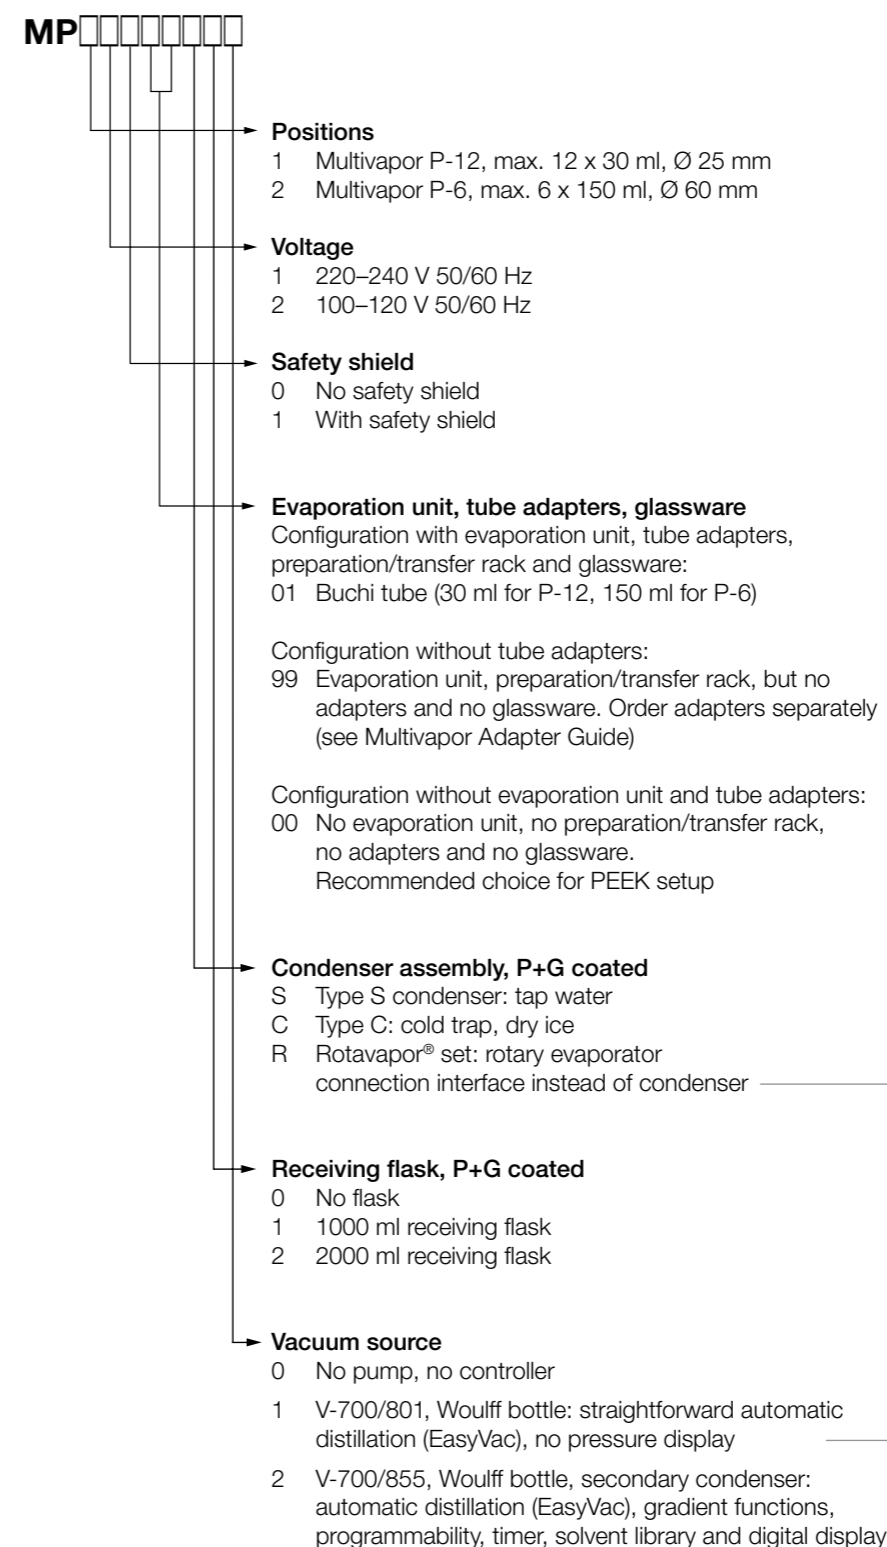 MP
Positions
1 Multivapor P-12, max. 12 x 30 ml, Ø 25 mm
2 Multivapor P-6, max. 6 x 150 ml, Ø 60 mm
Voltage
1 220–240 V 50/60 Hz
2 100–120 V 50/60 Hz
Safety shield
0 No safety shield
1 With safety shield
Evaporation unit, tube adapters, glassware
Configuration with evaporation unit, tube adapters,
preparation/transfer rack and glassware:
01 Buchi tube (30 ml for P-12, 150 ml for P-6)
Configuration without tube adapters:
99 Evaporation unit, preparation/transfer rack, but no
adapters and no glassware. Order adapters separately
(see Multivapor Adapter Guide)
Configuration without evaporation unit and tube adapters:
00 No evaporation unit, no preparation/transfer rack,
no adapters and no glassware.
Recommended choice for PEEK setup
Condenser assembly, P+G coated
S Type S condenser: tap water
C Type C: cold trap, dry ice
R Rotavapor® set: rotary evaporator
connection interface instead of condenser
Receiving flask, P+G coated
0 No flask
1 1000 ml receiving flask
2 2000 ml receiving flask
Vacuum source
0 No pump, no controller
1 V-700/801, Woulff bottle: straightforward automatic
distillation (EasyVac), no pressure display
2 V-700/855, Woulff bottle, secondary condenser:
automatic distillation (EasyVac), gradient functions,
programmability, timer, solvent library and digital display